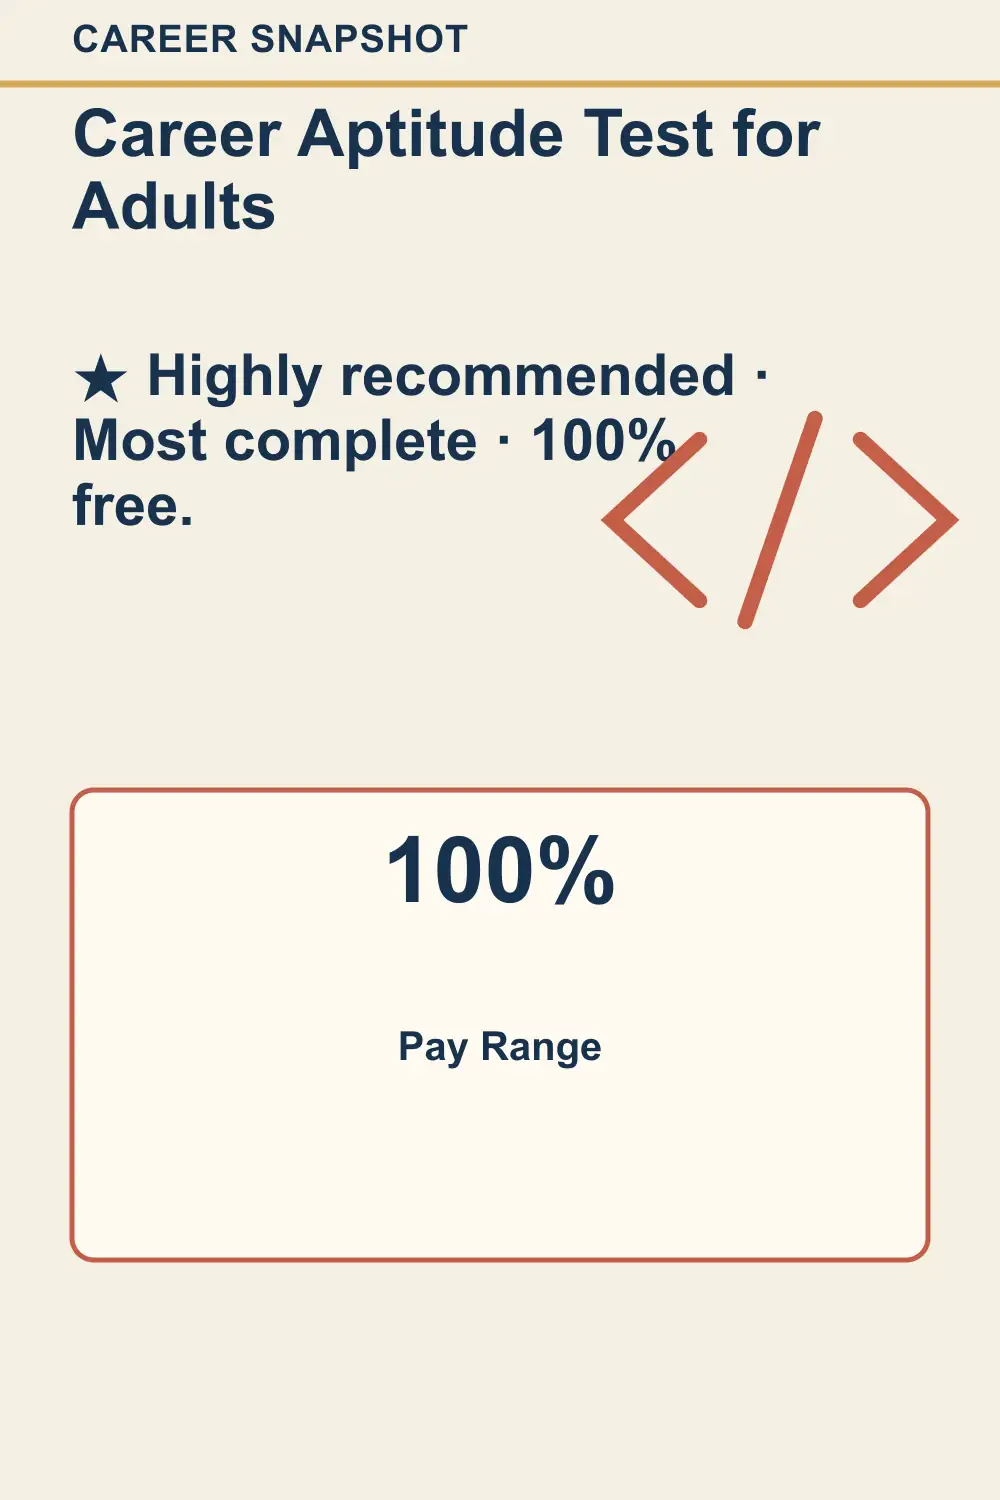 CAREER SNAPSHOT
Career Aptitude Test for
Adults
★ Highly recommended ·
Most complete · 100%
free.
</>
100%
Pay Range